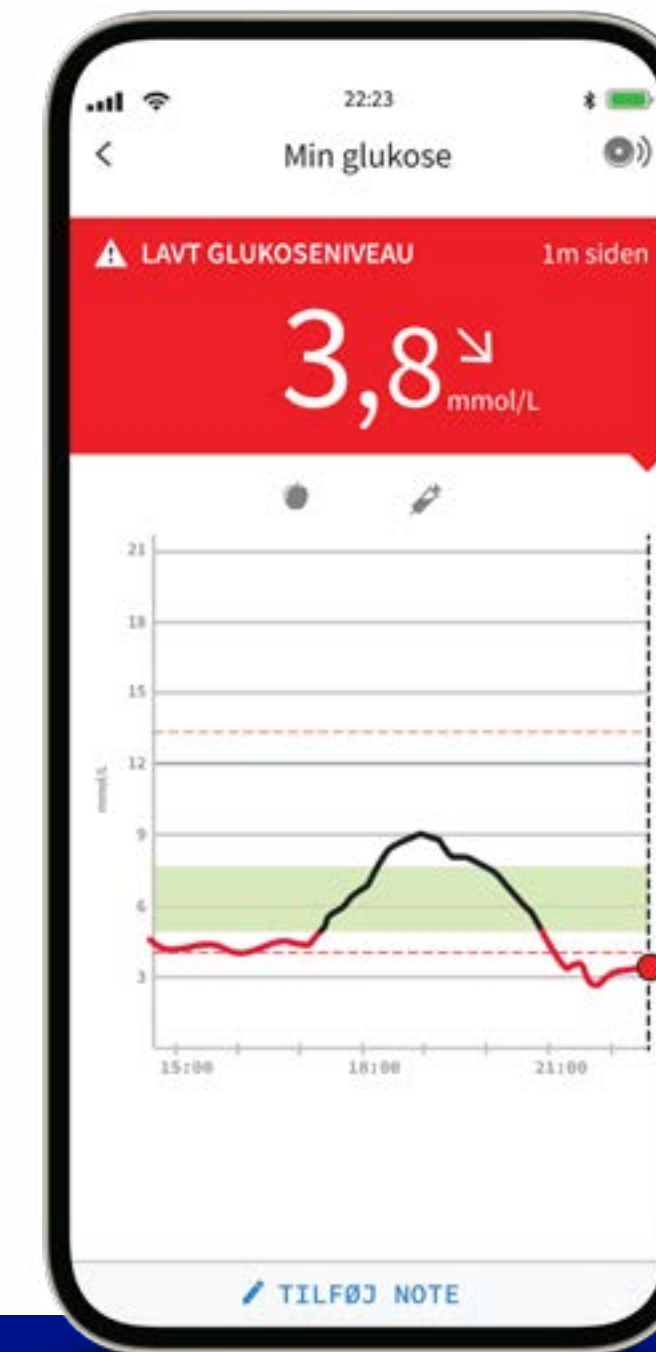 22:23
Min glukose
LAVT GLUKOSENIVEAU 1m siden
3,8
mmol/L
21
18
15
12
mmol/L
9
6
3
15:00 18:00 21:00
TILFØJ NOTE